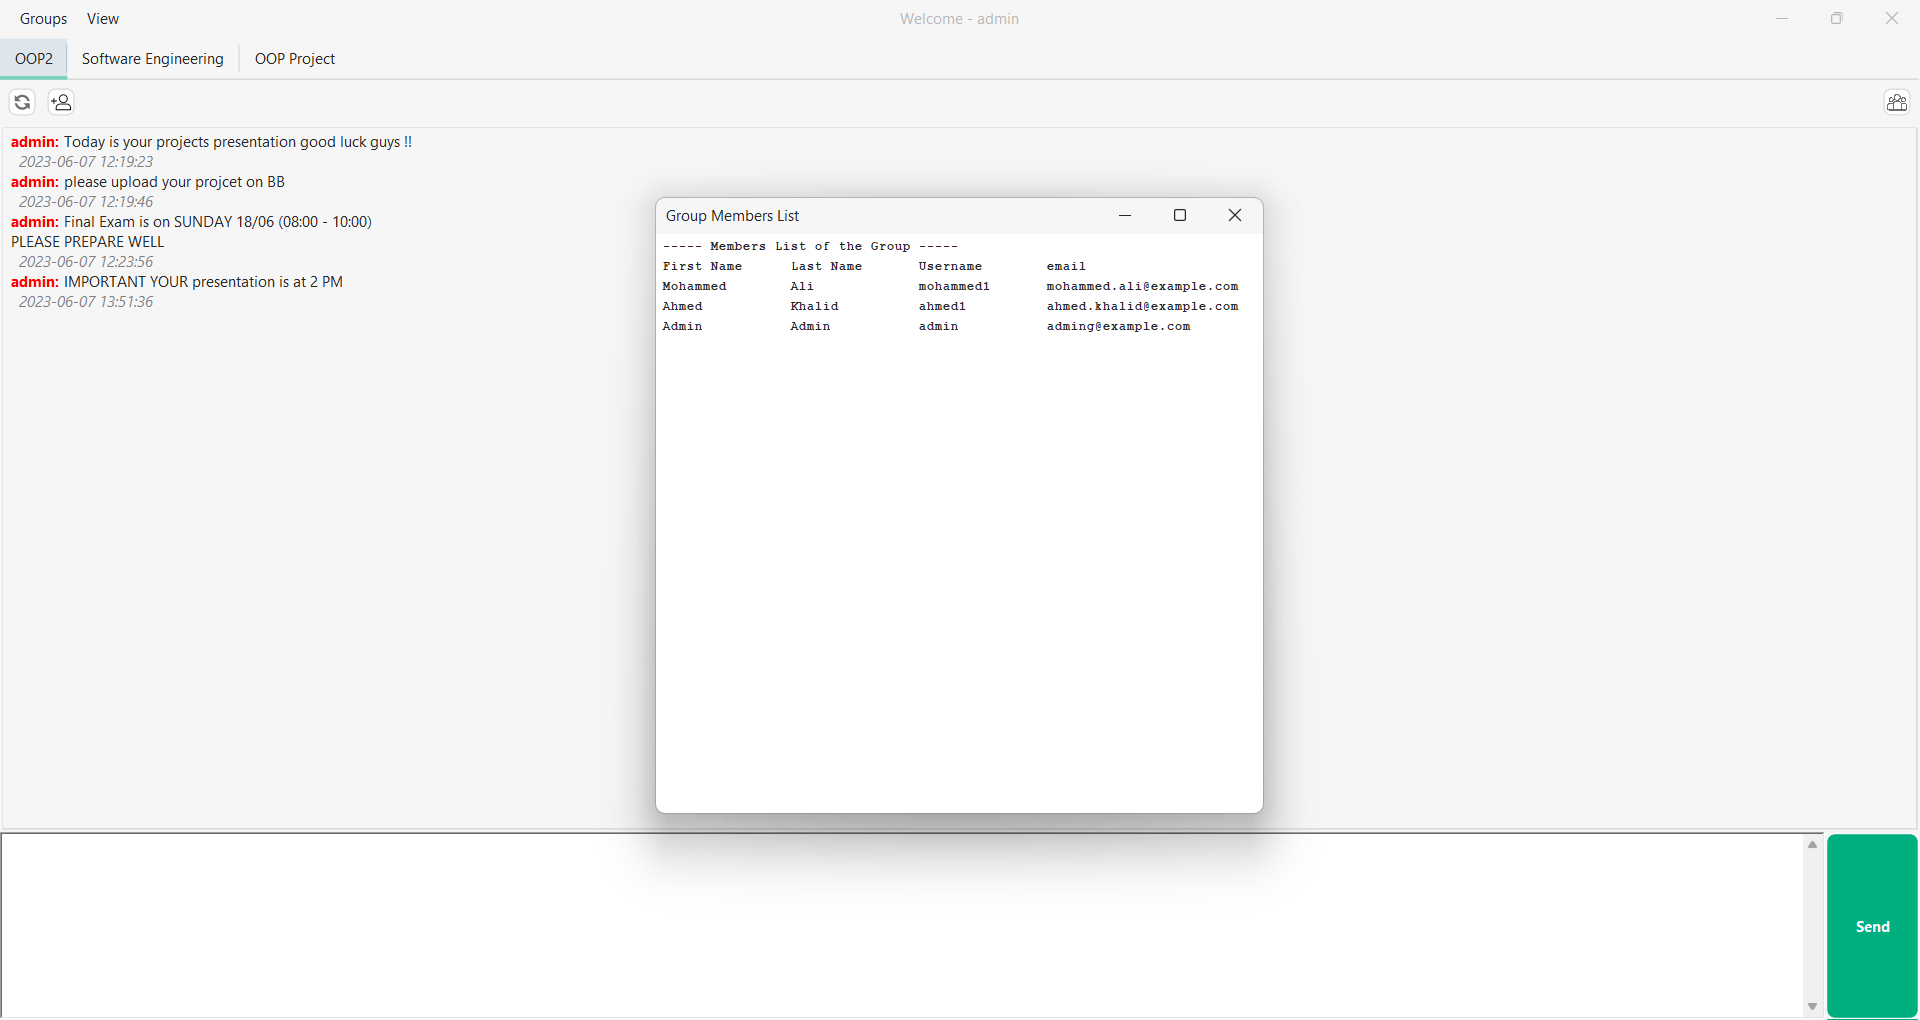 Groups View Welcome - admin
OOP2 Software Engineering OOP Project
admin: Today is your projects presentation good luck guys !!
2023-06-07 12:19:23
admin: please upload your projcet on BB
2023-06-07 12:19:46
admin: Final Exam is on SUNDAY 18/06 (08:00 - 10:00)
PLEASE PREPARE WELL
2023-06-07 12:23:56
admin: IMPORTANT YOUR presentation is at 2 PM
2023-06-07 13:51:36
Group Members List
----- Members List of the Group -----
First Name Last Name Username email
Mohammed Ali mohammed1 mohammed.ali@example.com
Ahmed Khalid ahmed1 ahmed.khalid@example.com
Admin Admin admin adming@example.com
Send